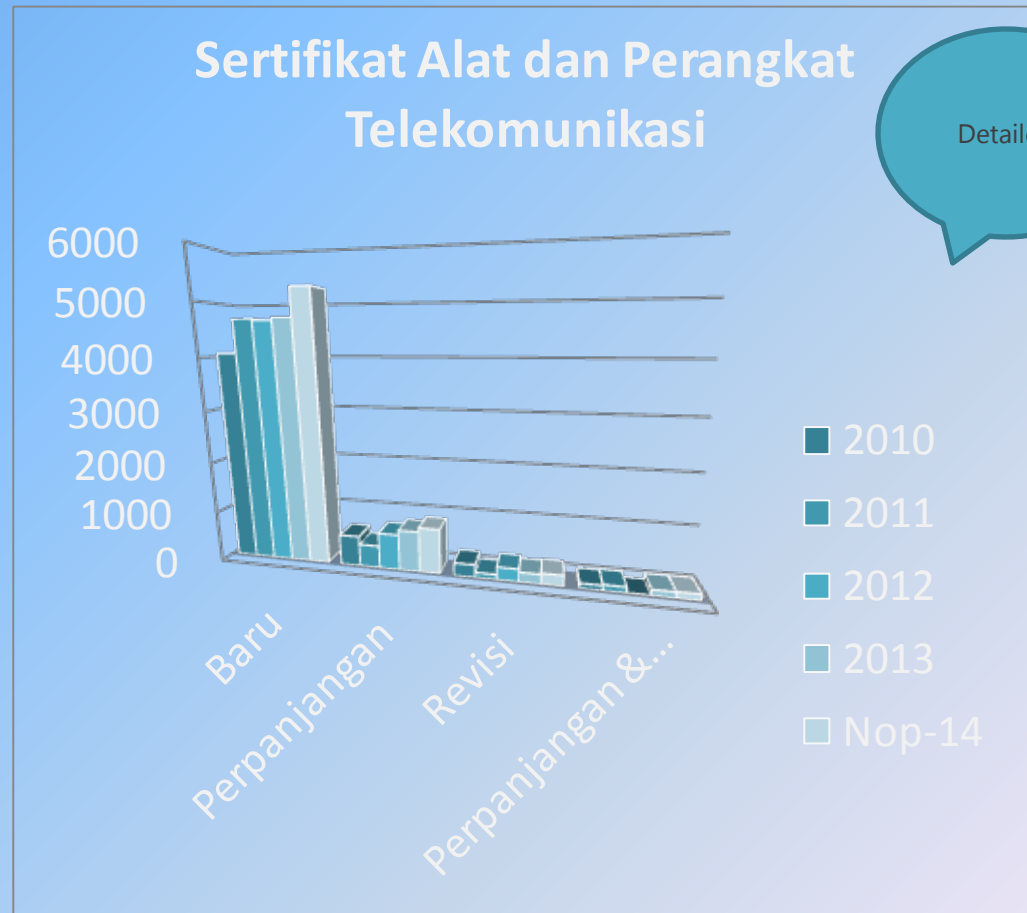 Sertifikat Alat dan Perangkat
Telekomunikasi
6000
5000
4000
3000
2000
1000
0
Baru
Perpanjangan
Revisi
Perpanjangan &...
2010
2011
2012
2013
Nop-14